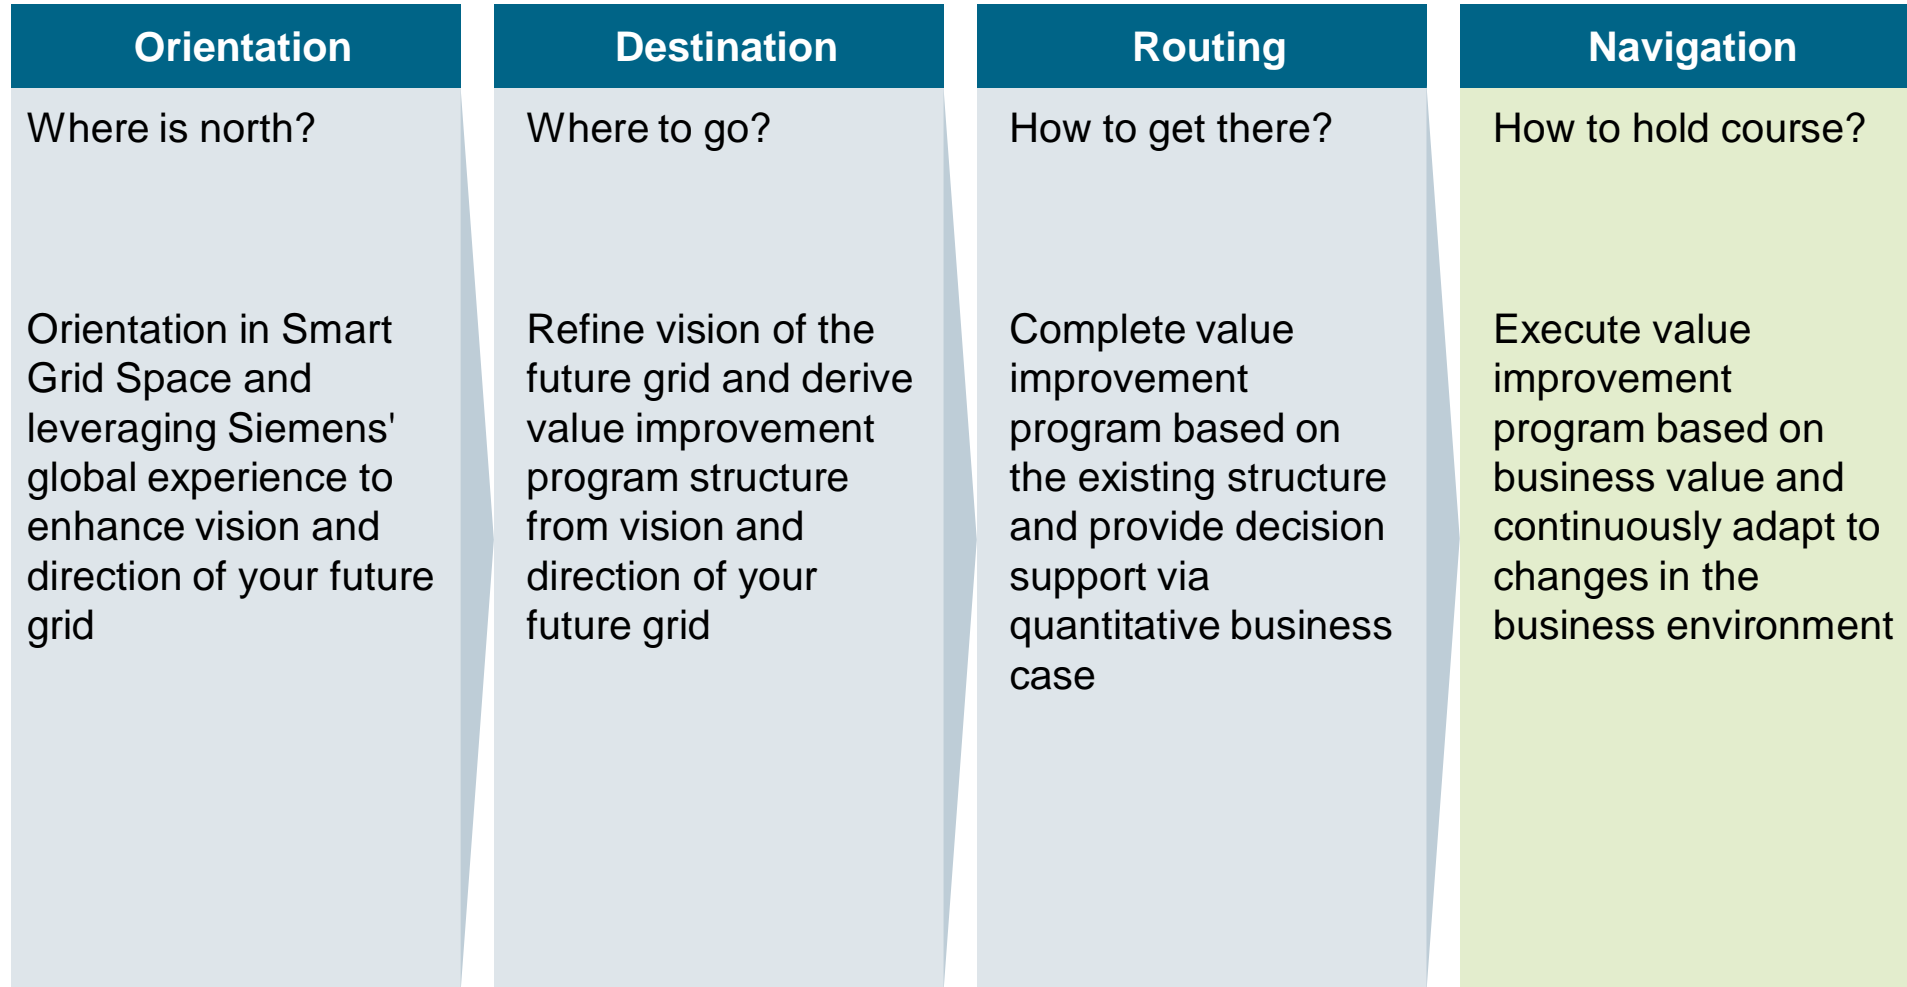 Orientation
Where is north?
Orientation in Smart
Grid Space and
leveraging Siemens'
global experience to
enhance vision and
direction of your future
grid
Destination
Where to go?
Refine vision of the
future grid and derive
value improvement
program structure
from vision and
direction of your
future grid
Routing
How to get there?
Complete value
improvement
program based on
the existing structure
and provide decision
support via
quantitative business
case
Navigation
How to hold course?
Execute value
improvement
program based on
business value and
continuously adapt to
changes in the
business environment